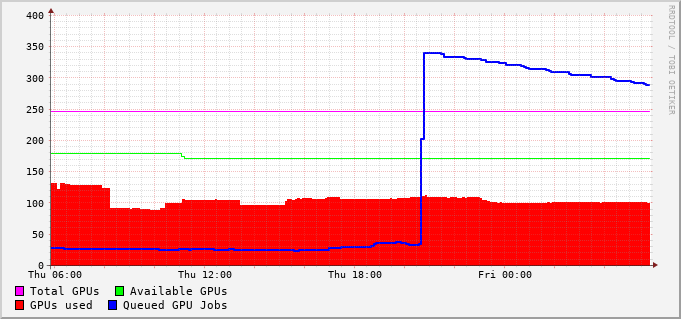 400
350
300
250
200
150
100
50
0
Thu 06:00 Thu 12:00 Thu 18:00 Fri 00:00
Total GPUs Available GPUs
GPUs used Queued GPU Jobs
RRDTOOL / TOBI OETIKER